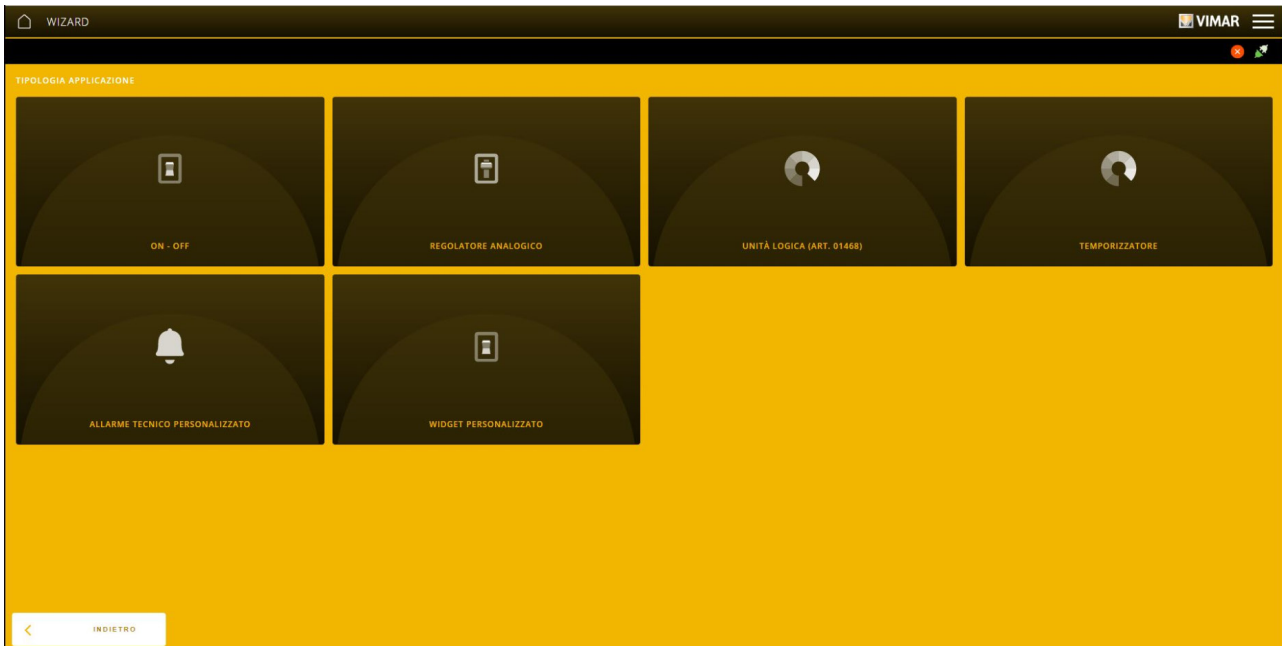 WIZARD
VIMAR
TIPOLOGIA APPLICAZIONE
ON - OFF
REGOLATORE ANALOGICO
UNITÀ LOGICA (ART. 01468)
TEMPORIZZATORE
ALLARME TECNICO PERSONALIZZATO
WIDGET PERSONALIZZATO
INDIETRO